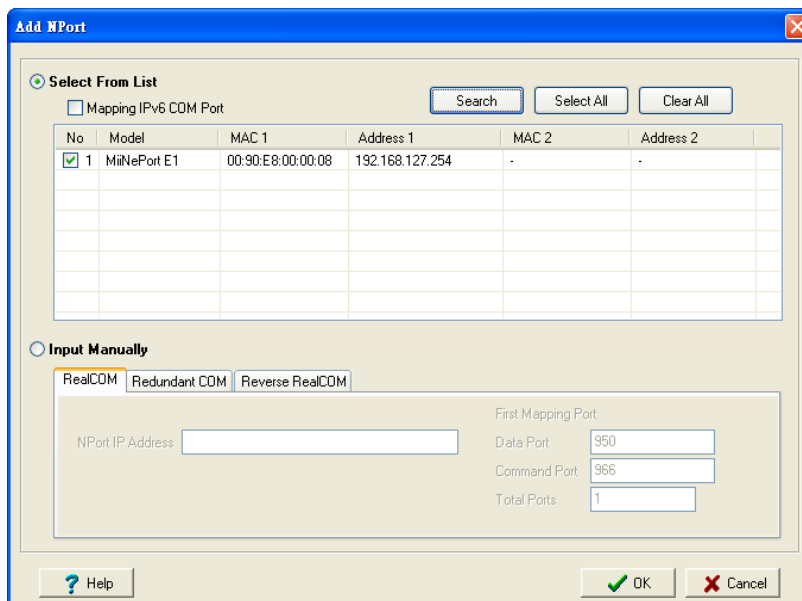 Add NPort
Select From List
Mapping IPv6 COM Port
Search
Select All
Clear All
No Model MAC 1 Address 1 MAC 2 Address 2
1 MiiNePort E1 00:90:E8:00:00:08 192.168.127.254 - -
Input Manually
RealCOM Redundant COM Reverse RealCOM
First Mapping Port
NPort IP Address
Data Port 950
Command Port 966
Total Ports 1
? Help
OK
Cancel